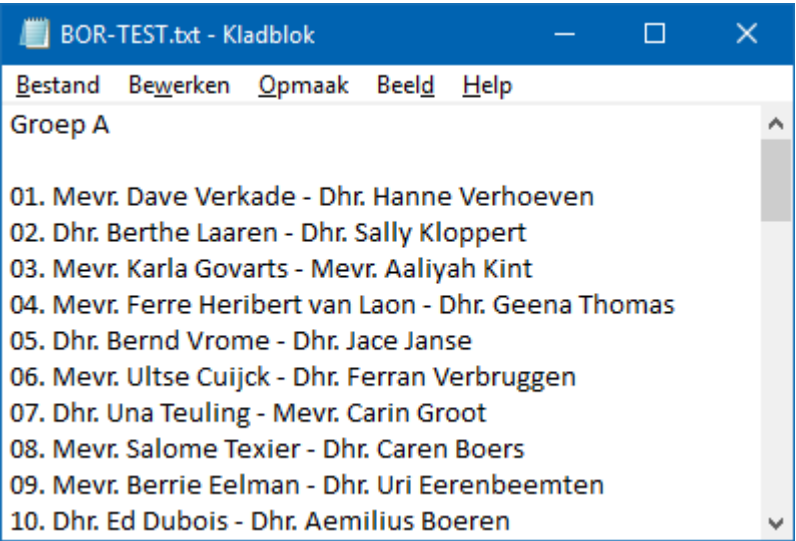 BOR-TEST.txt - Kladblok
Bestand Bewerken Opmaak Beeld Help
Groep A
01. Mevr. Dave Verkade - Dhr. Hanne Verhoeven
02. Dhr. Berthe Laaren - Dhr. Sally Kloppert
03. Mevr. Karla Govarts - Mevr. Aaliyah Kint
04. Mevr. Ferre Heribert van Laon - Dhr. Geena Thomas
05. Dhr. Bernd Vrome - Dhr. Jace Janse
06. Mevr. Ultse Cuijck - Dhr. Ferran Verbruggen
07. Dhr. Una Teuling - Mevr. Carin Groot
08. Mevr. Salome Texier - Dhr. Caren Boers
09. Mevr. Berrie Eelman - Dhr. Uri Eerenbeemten
10. Dhr. Ed Dubois - Dhr. Aemilius Boeren